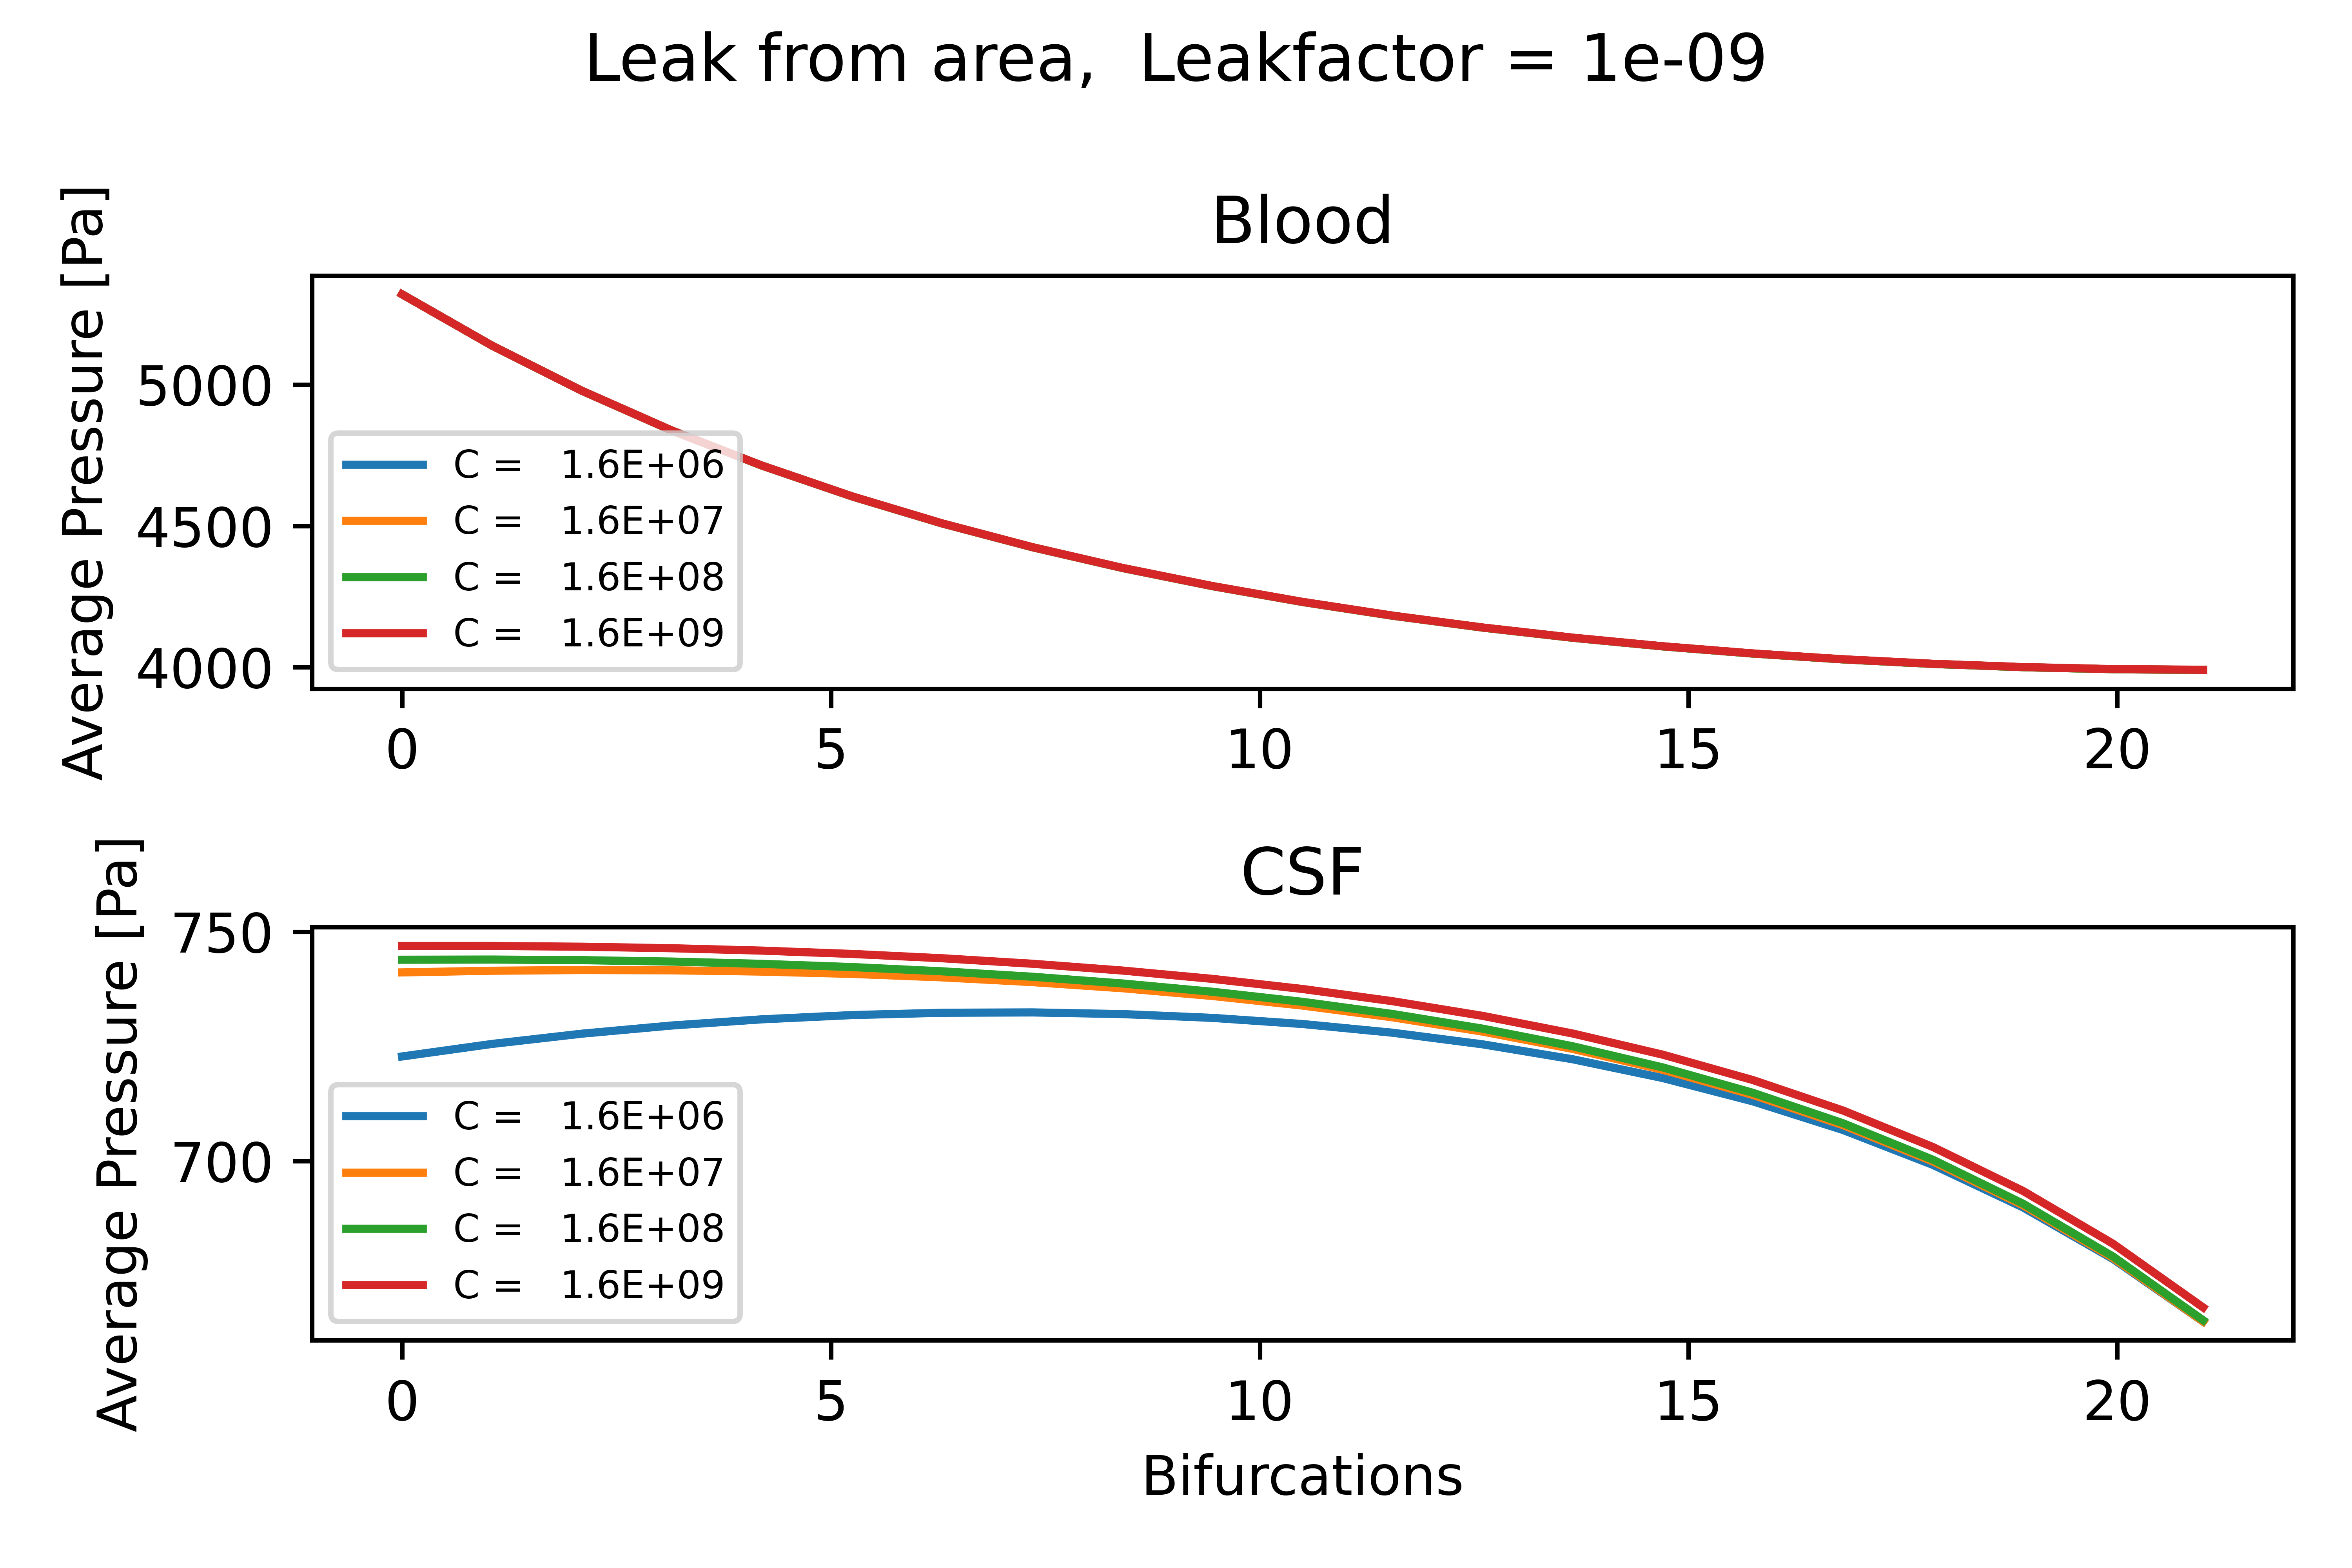 Leak from area,  Leakfactor = 1e-09
Blood
Average Pressure [Pa]
5000
4500
4000
C =   1.6E+06
C =   1.6E+07
C =   1.6E+08
C =   1.6E+09
0 5 10 15 20
CSF
Average Pressure [Pa]
750
700
C =   1.6E+06
C =   1.6E+07
C =   1.6E+08
C =   1.6E+09
0 5 10 15 20
Bifurcations